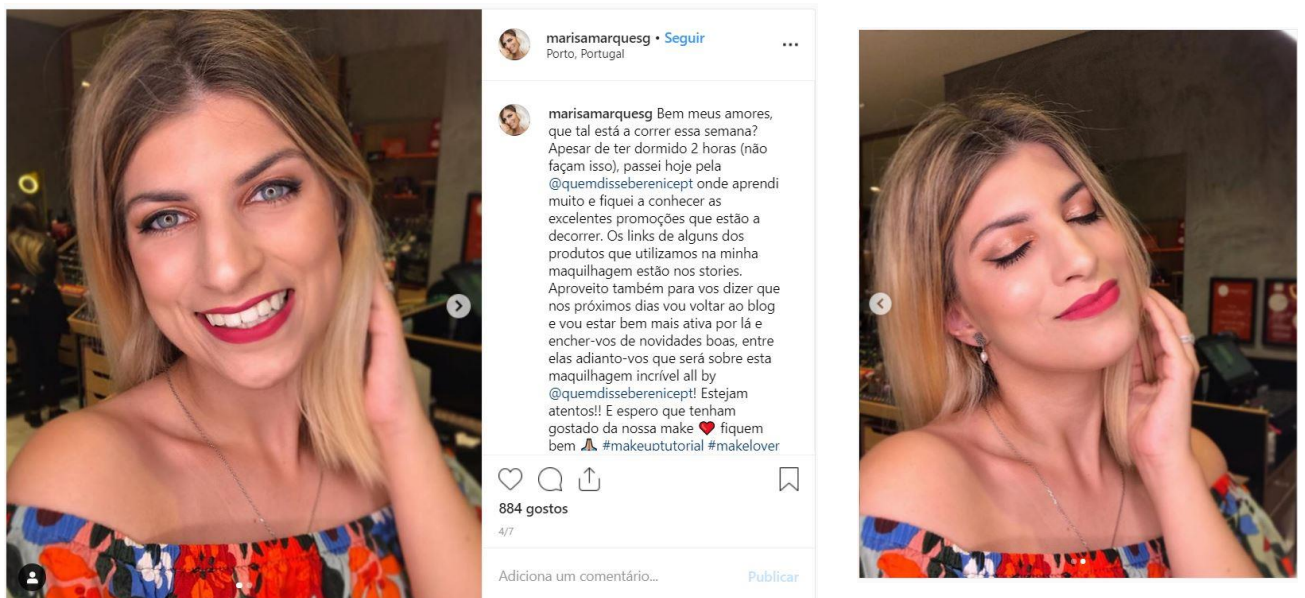 marisamarquesg • Seguir
Porto, Portugal
marisamarquesg Bem meus amores,
que tal está a correr essa semana?
Apesar de ter dormido 2 horas (não
façam isso), passei hoje pela
@quemdisseberenicept onde aprendi
muito e fiquei a conhecer as
excelentes promoções que estão a
decorrer. Os links de alguns dos
produtos que utilizamos na minha
maquilhagem estão nos stories.
Aproveito também para vos dizer que
nos próximos dias vou voltar ao blog
e vou estar bem mais ativa por lá e
encher-vos de novidades boas, entre
elas adianto-vos que será sobre esta
maquilhagem incrível all by
@quemdisseberenicept! Estejam
atentos!! E espero que tenham
gostado da nossa make ❤️ fiquem
bem 🙏🏽 #makeuptutorial #makelover
884 gostos
4/7
Adiciona um comentário...
Publicar